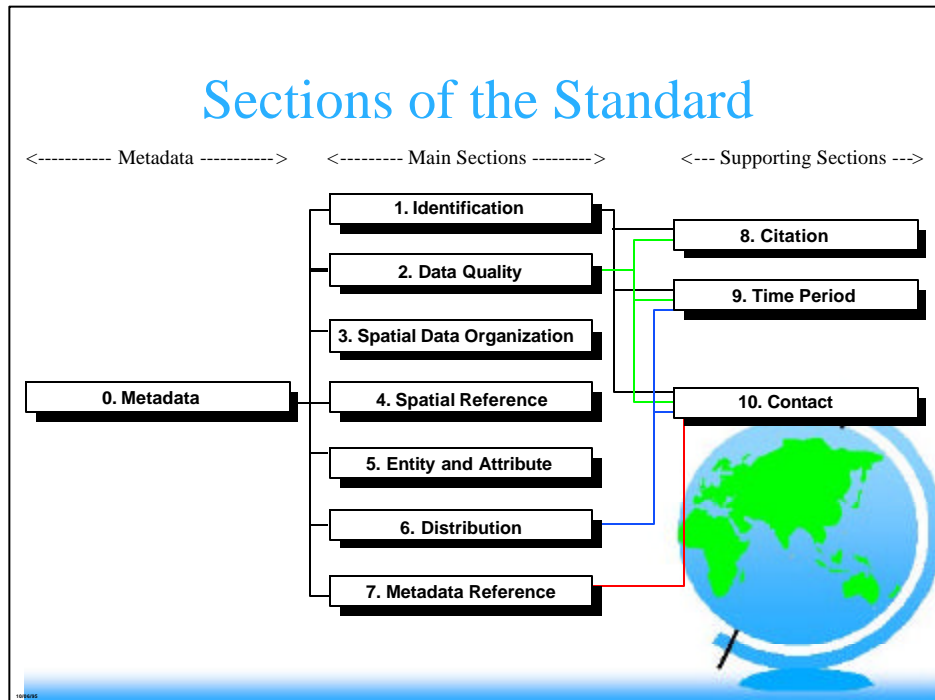 Sections of the Standard
<----------- Metadata ----------->
<--------- Main Sections --------->
<--- Supporting Sections --->
0. Metadata
1. Identification
2. Data Quality
3. Spatial Data Organization
4. Spatial Reference
5. Entity and Attribute
6. Distribution
7. Metadata Reference
8. Citation
9. Time Period
10. Contact